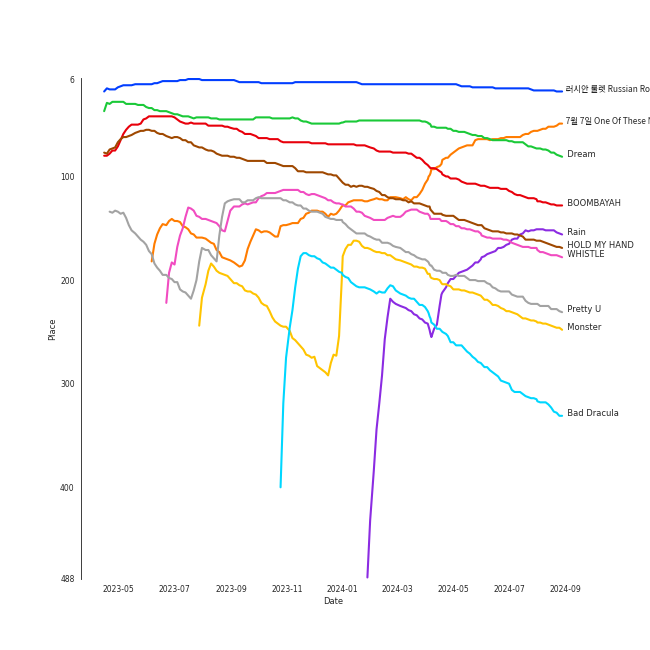 6
100
200
300
400
488
Place
2023-05
2023-07
2023-09
2023-11
2024-01
2024-03
2024-05
2024-07
2024-09
Date
러시안 룰렛 Russian Ro
7월 7일 One Of These
Dream
BOOMBAYAH
Rain
HOLD MY HAND
WHISTLE
Pretty U
Monster
Bad Dracula